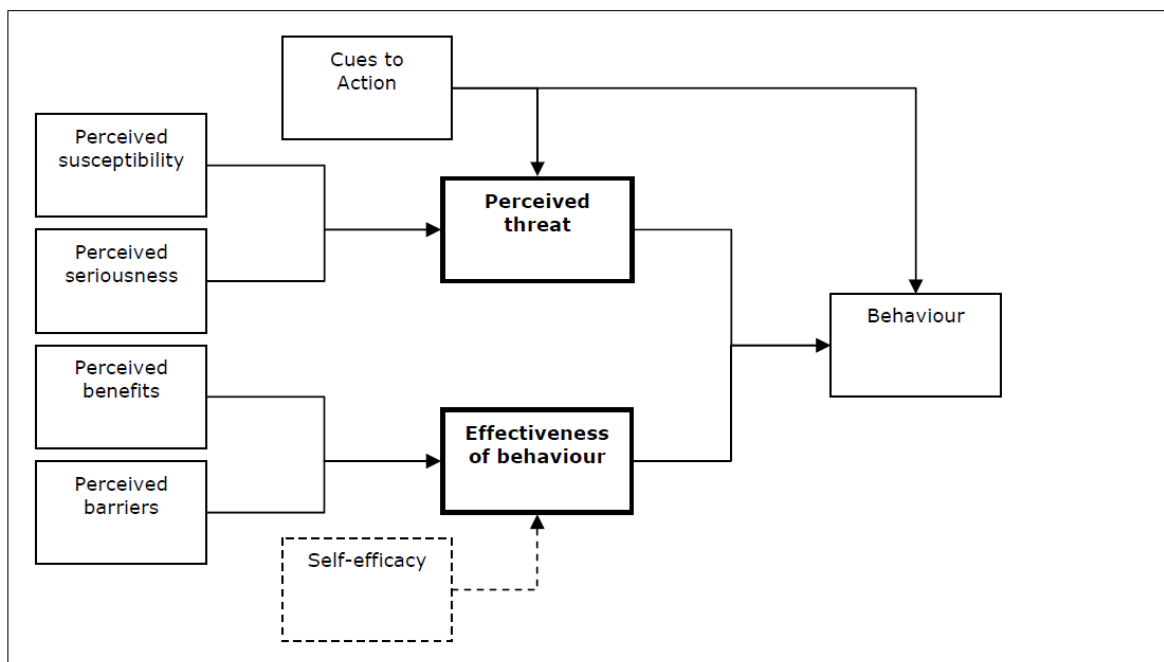 Cues to
Action
Perceived
susceptibility
Perceived
threat
Perceived
seriousness
Behaviour
Perceived
benefits
Effectiveness
of behaviour
Perceived
barriers
Self-efficacy